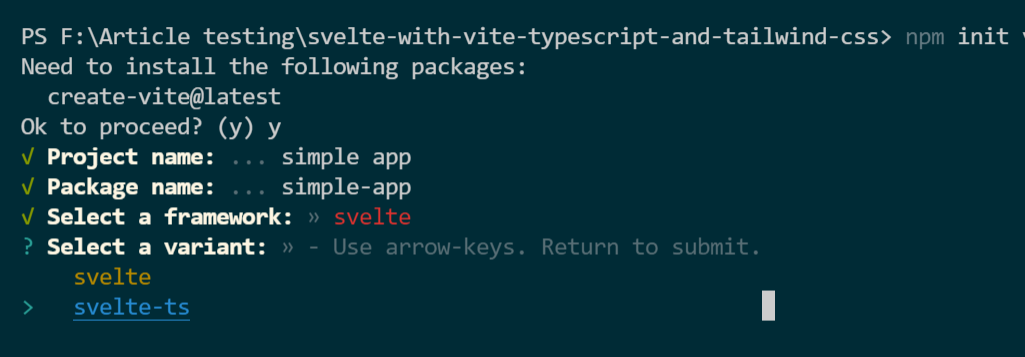 PS F:\Article testing\svelte-with-vite-typescript-and-tailwind-css> npm init
Need to install the following packages:
  create-vite@latest
Ok to proceed? (y) y
√ Project name: ... simple app
√ Package name: ... simple-app
√ Select a framework: » svelte
? Select a variant: » - Use arrow-keys. Return to submit.
    svelte
>   svelte-ts